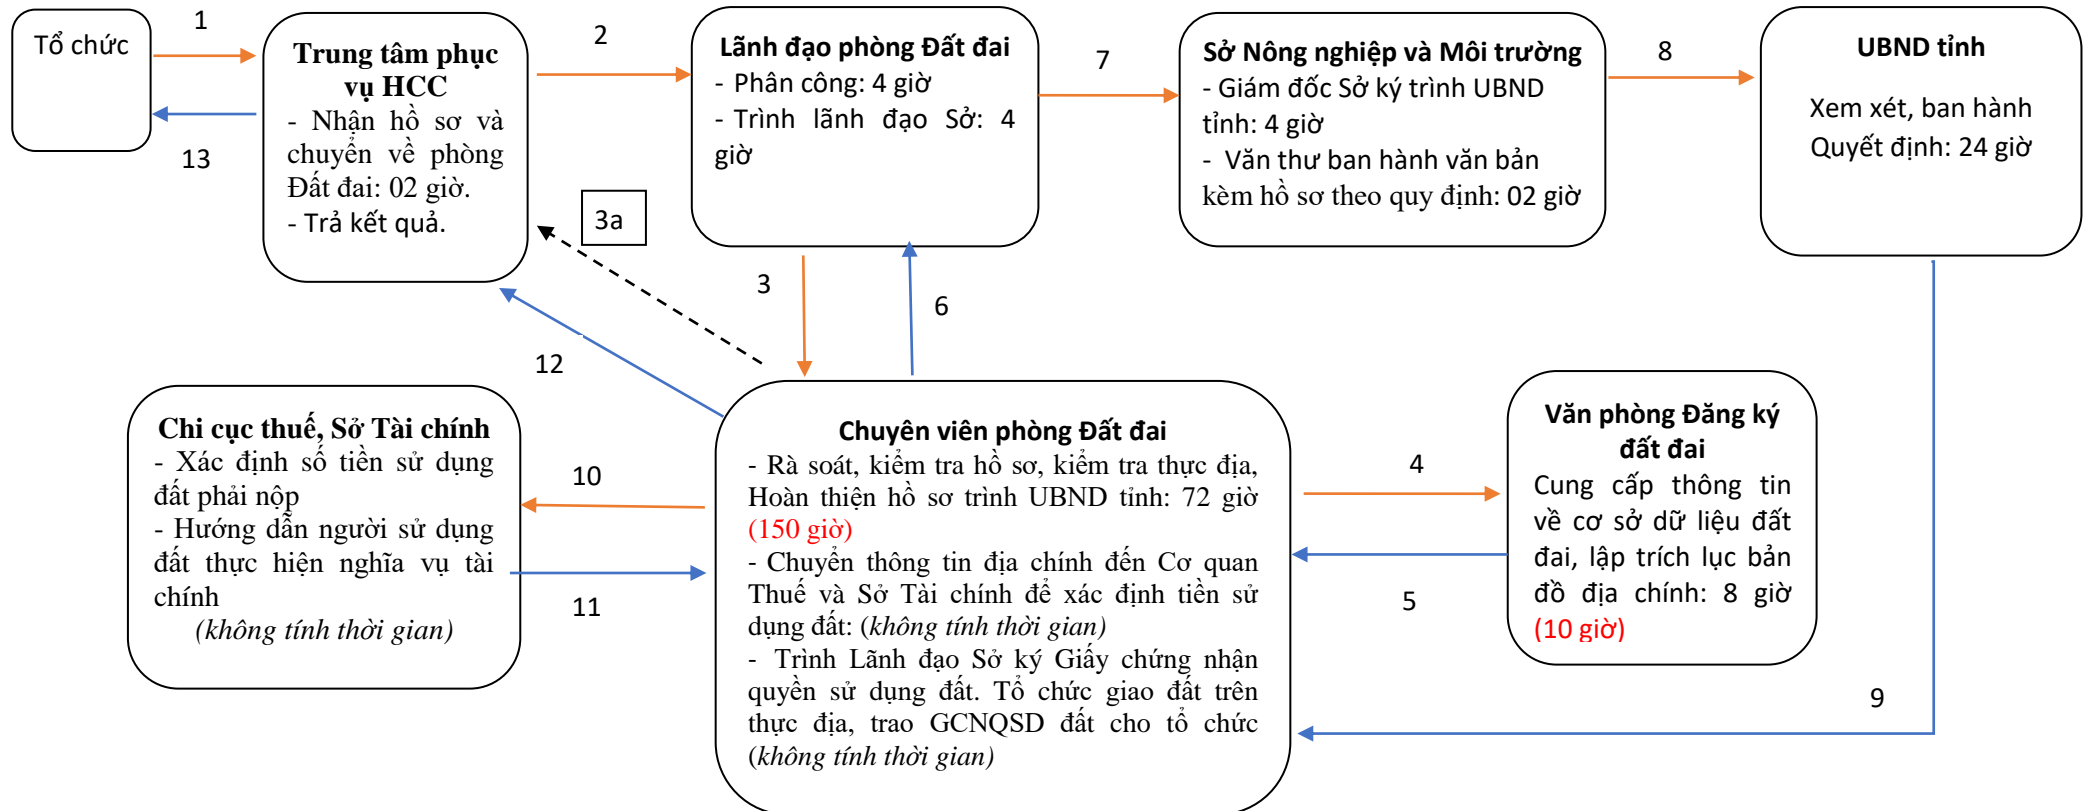 Tổ chức
1
13
Trung tâm phục
vụ HCC
- Nhận hồ sơ và
chuyển về phòng
Đất đai: 02 giờ.
- Trả kết quả.
2
Lãnh đạo phòng Đất đai
- Phân công: 4 giờ
- Trình lãnh đạo Sở: 4
giờ
7
Sở Nông nghiệp và Môi trường
- Giám đốc Sở ký trình UBND
tỉnh: 4 giờ
- Văn thư ban hành văn bản
kèm hồ sơ theo quy định: 02 giờ
8
UBND tỉnh
Xem xét, ban hành
Quyết định: 24 giờ
3a
3
6
12
Chi cục thuế, Sở Tài chính
- Xác định số tiền sử dụng
đất phải nộp
- Hướng dẫn người sử dụng
đất thực hiện nghĩa vụ tài
chính
(không tính thời gian)
10
11
Chuyên viên phòng Đất đai
- Rà soát, kiểm tra hồ sơ, kiểm tra thực địa,
Hoàn thiện hồ sơ trình UBND tỉnh: 72 giờ
(150 giờ)
- Chuyển thông tin địa chính đến Cơ quan
Thuế và Sở Tài chính để xác định tiền sử
dụng đất: (không tính thời gian)
- Trình Lãnh đạo Sở ký Giấy chứng nhận
quyền sử dụng đất. Tổ chức giao đất trên
thực địa, trao GCNQSD đất cho tổ chức
(không tính thời gian)
4
5
Văn phòng Đăng ký
đất đai
Cung cấp thông tin
về cơ sở dữ liệu đất
đai, lập trích lục bản
đồ địa chính: 8 giờ
(10 giờ)
9